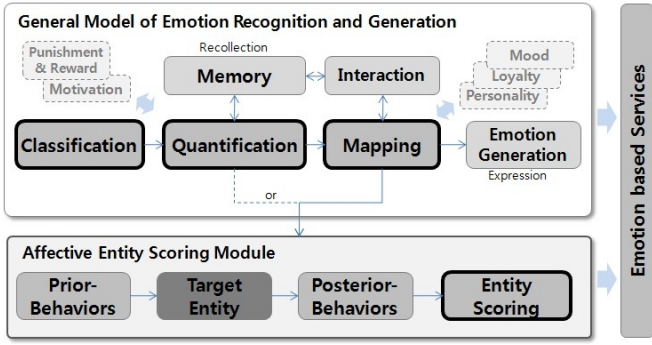 General Model of Emotion Recognition and Generation
Punishment
& Reward
Motivation
Recollection
Memory
Interaction
Mood
Loyalty
Personality
Classification
Quantification
Mapping
Emotion
Generation
Expression
or
Affective Entity Scoring Module
Prior-
Behaviors
Target
Entity
Posterior-
Behaviors
Entity
Scoring
Emotion based Services